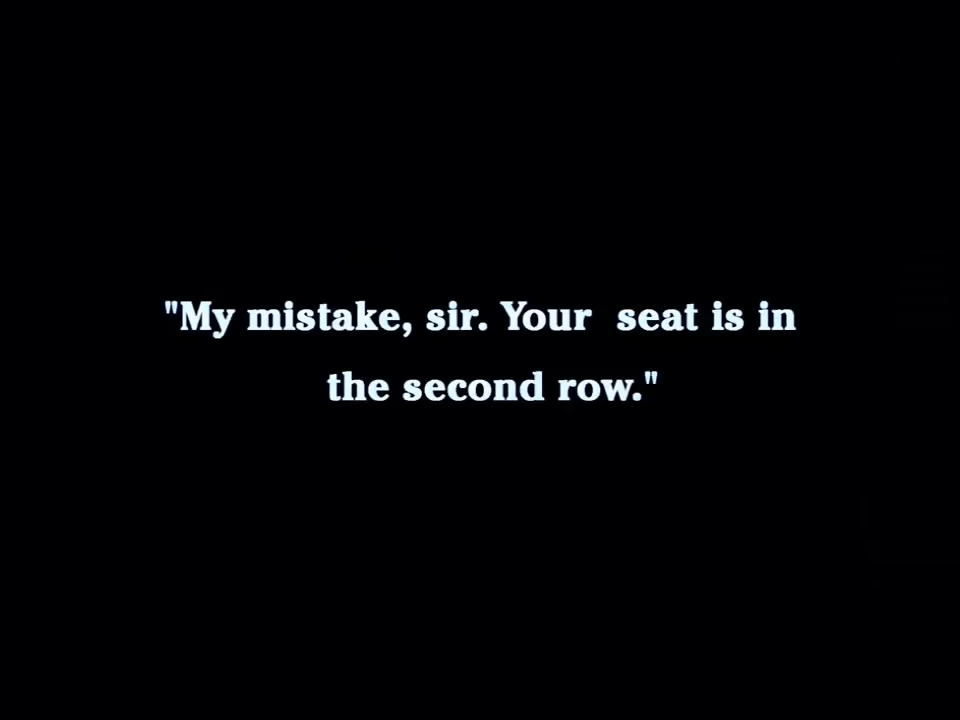 "My mistake, sir. Your  seat is in
the second row."